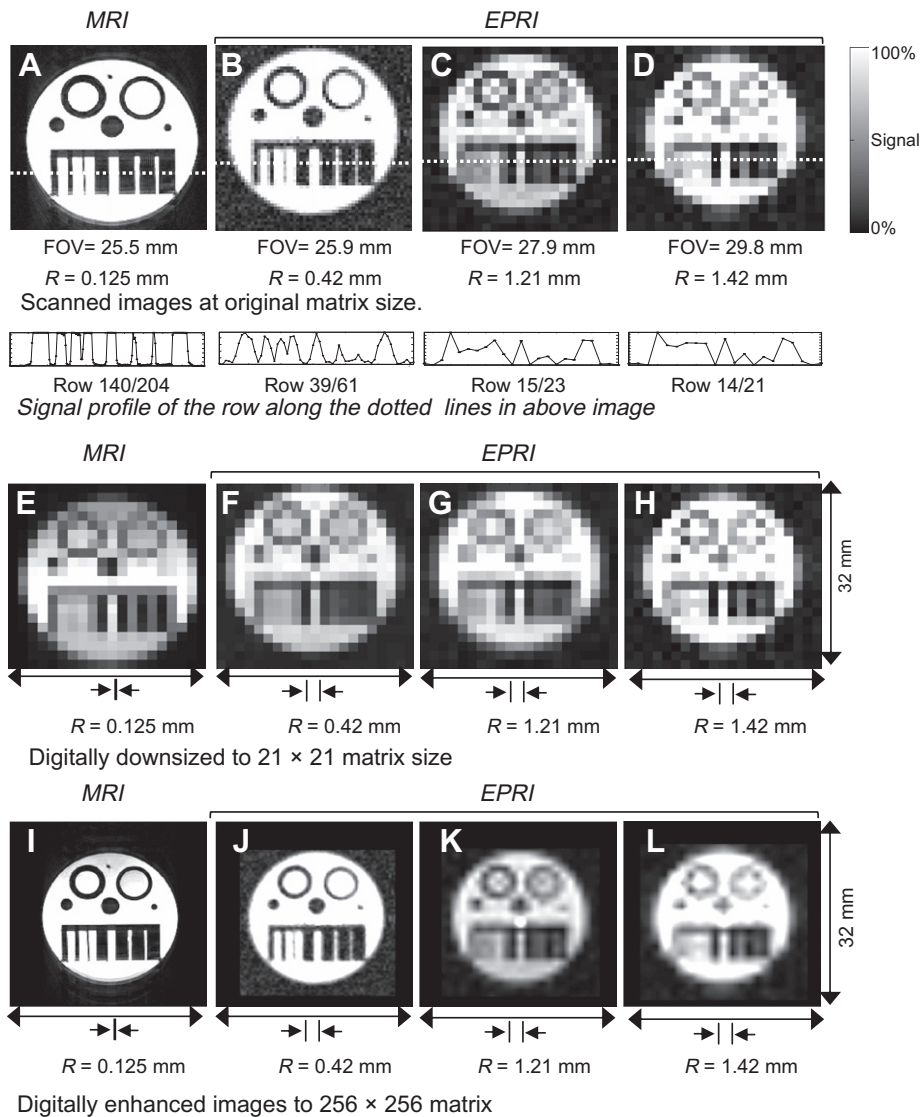 MRI EPRI
A B C D
100%
Signal
0%
FOV= 25.5 mm FOV= 25.9 mm FOV= 27.9 mm FOV= 29.8 mm
R = 0.125 mm R = 0.42 mm R = 1.21 mm R = 1.42 mm
Scanned images at original matrix size.
Row 140/204 Row 39/61 Row 15/23 Row 14/21
Signal profile of the row along the dotted lines in above image
MRI EPRI
E F G H
32 mm
R = 0.125 mm R = 0.42 mm R = 1.21 mm R = 1.42 mm
Digitally downsized to 21 × 21 matrix size
MRI EPRI
I J K L
32 mm
R = 0.125 mm R = 0.42 mm R = 1.21 mm R = 1.42 mm
Digitally enhanced images to 256 × 256 matrix